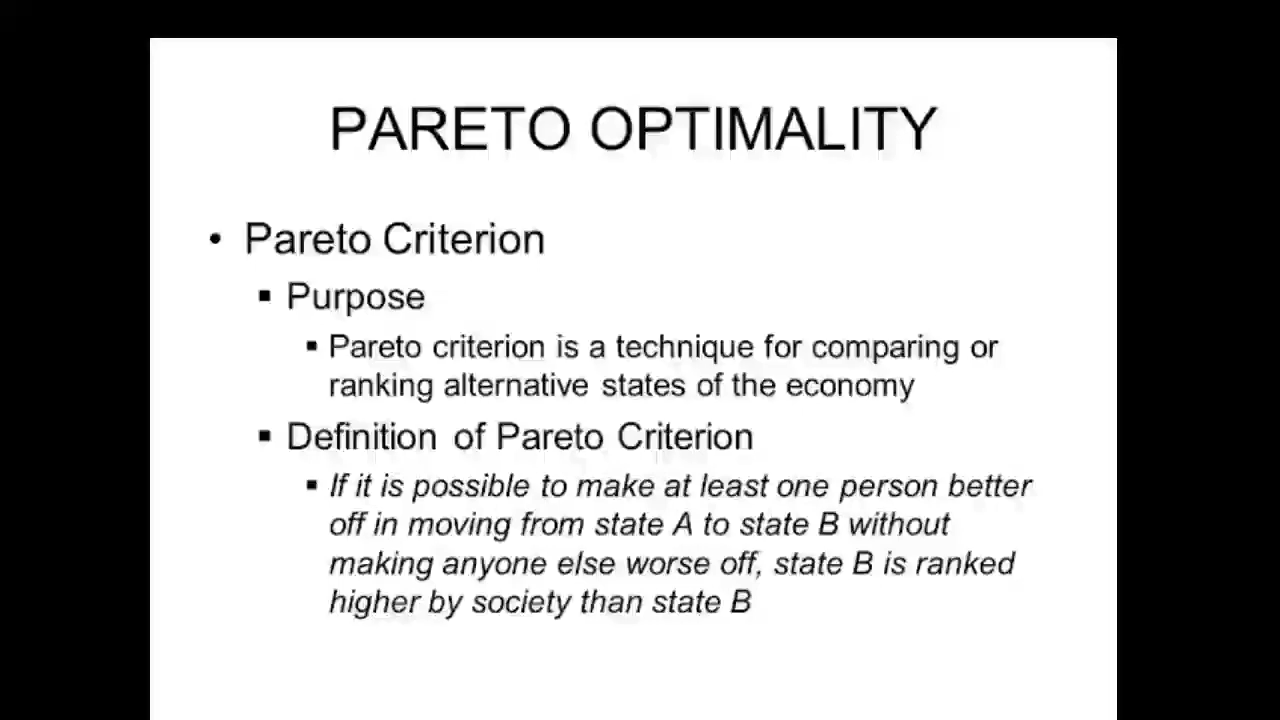 PARETO OPTIMALITY
• Pareto Criterion
▪ Purpose
▪ Pareto criterion is a technique for comparing or
ranking alternative states of the economy
▪ Definition of Pareto Criterion
▪ If it is possible to make at least one person better
off in moving from state A to state B without
making anyone else worse off, state B is ranked
higher by society than state B